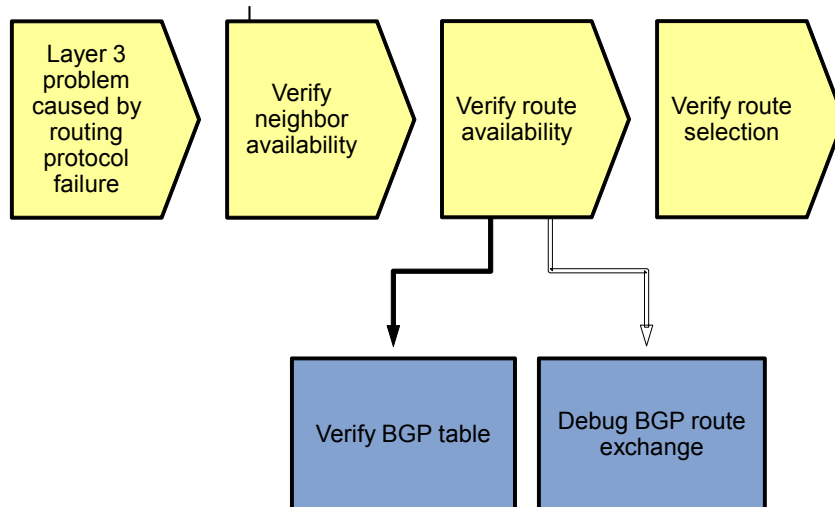 Layer 3
problem
caused by
routing
protocol
failure
Verify
neighbor
availability
Verify route
availability
Verify route
selection
Verify BGP table
Debug BGP route
exchange